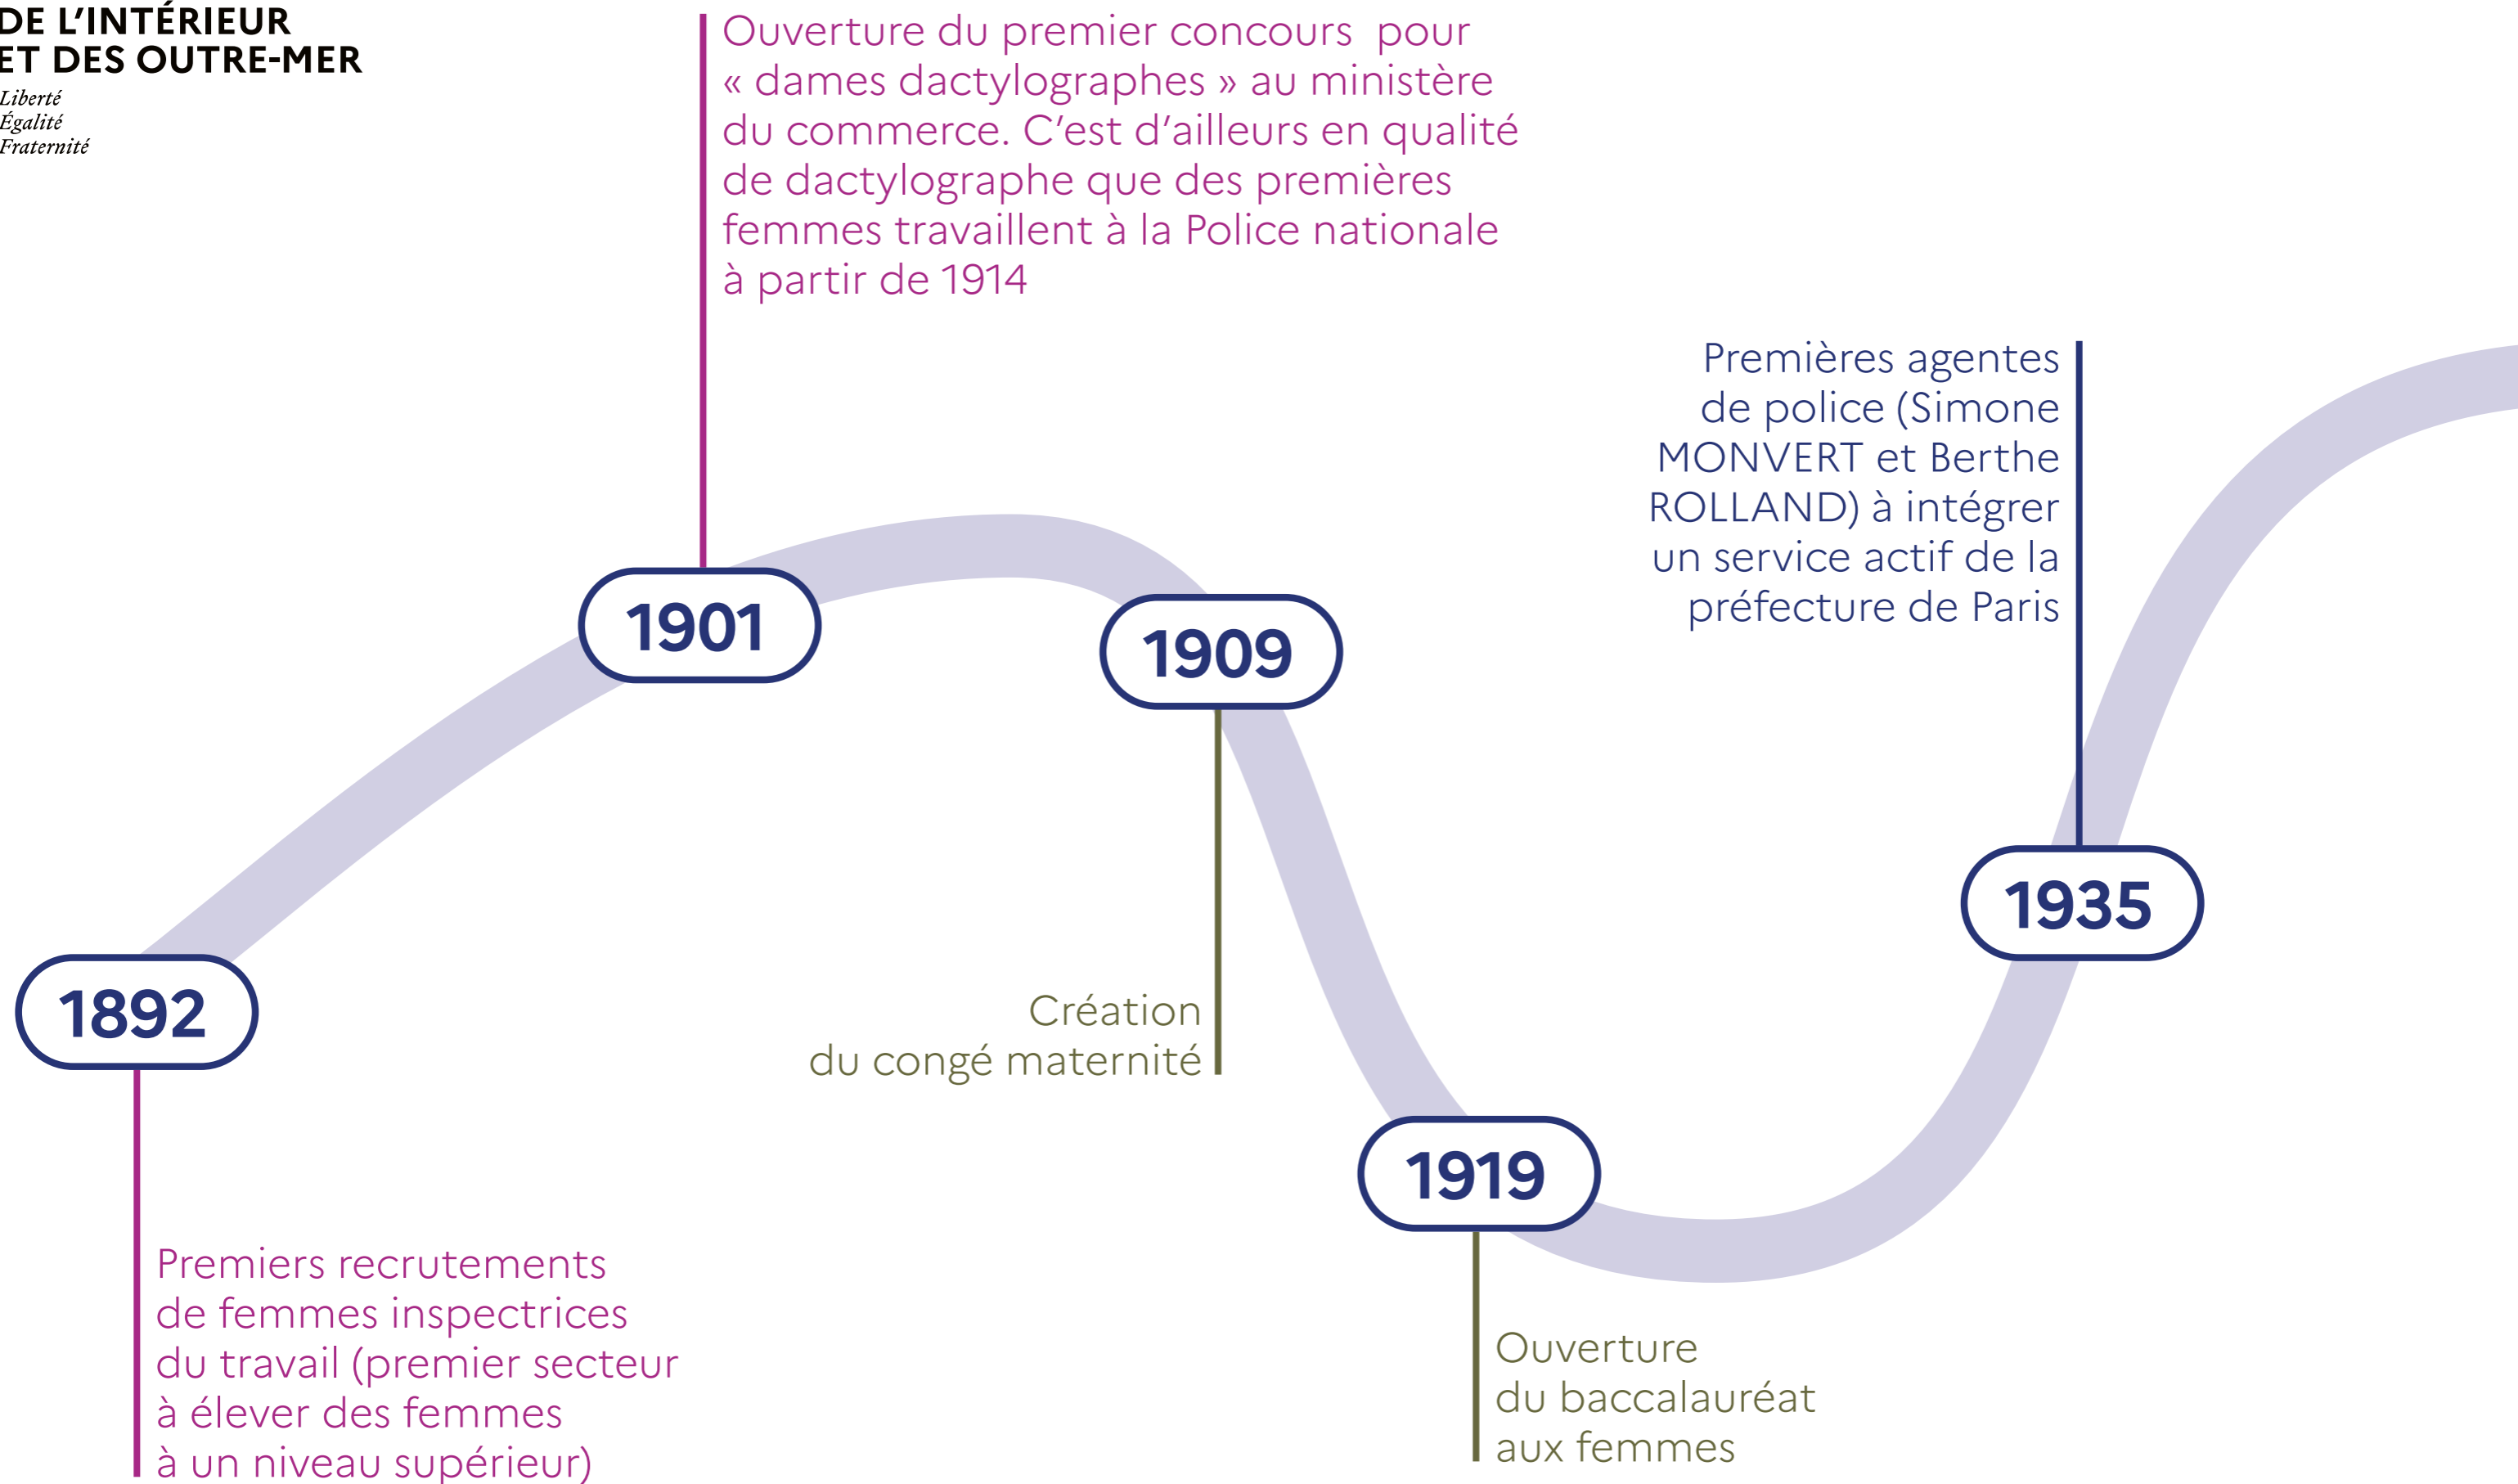 DE L’INTÉRIEUR
ET DES OUTRE-MER
Liberté
Égalité
Fraternité
Ouverture du premier concours pour
« dames dactylographes » au ministère
du commerce. C’est d’ailleurs en qualité
de dactylographe que des premières
femmes travaillent à la Police nationale
à partir de 1914
Premières agentes
de police (Simone
MONVERT et Berthe
ROLLAND) à intégrer
un service actif de la
préfecture de Paris
1901
1909
1935
1892
Création
du congé maternité
1919
Premiers recrutements
de femmes inspectrices
du travail (premier secteur
à élever des femmes
à un niveau supérieur)
Ouverture
du baccalauréat
aux femmes